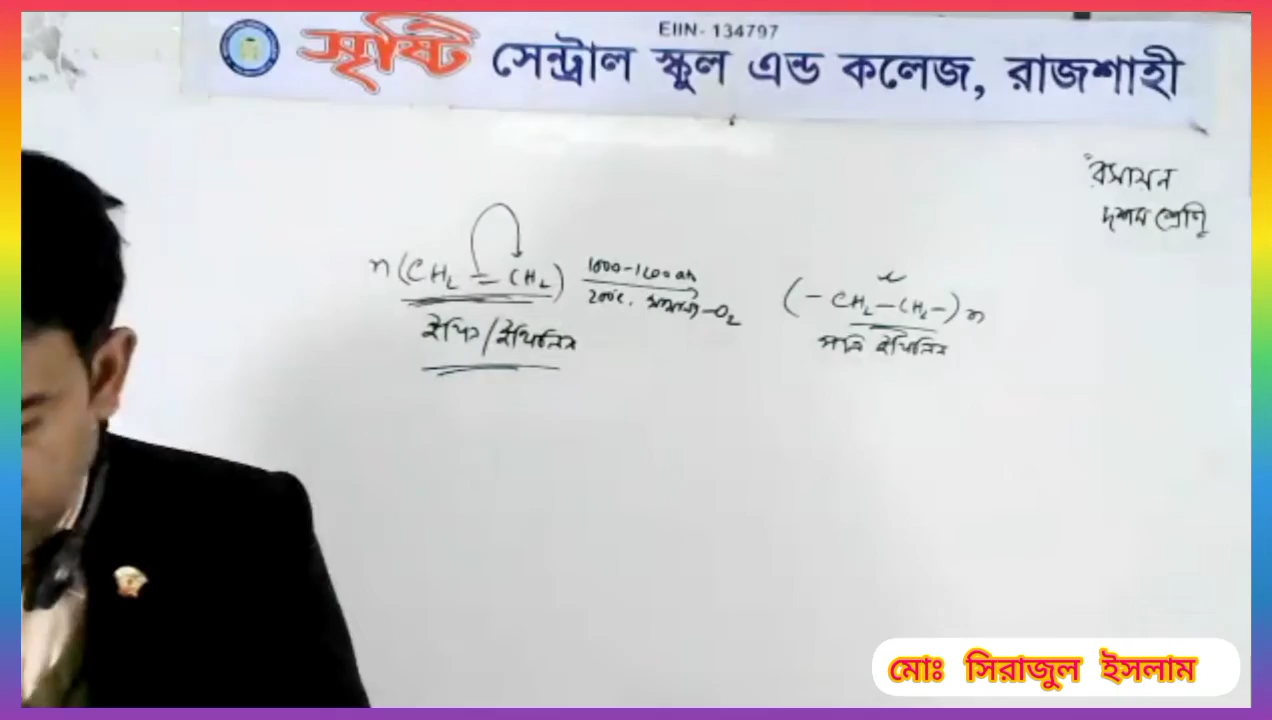 EIIN- 134797
সৃষ্টি সেন্ট্রাল স্কুল এন্ড কলেজ, রাজশাহী
রসায়ন
দশম শ্রেণি
n(CH₂ = CH₂) 1000-1200 atm
200°C, O₂ (-CH₂-CH₂-)n
ইথিন/ইথিলিন পলি ইথিলিন
মোঃ সিরাজুল ইসলাম